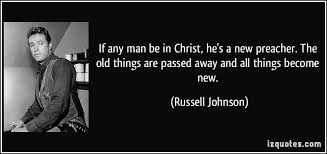 If any man be in Christ, he's a new preacher. The
old things are passed away and all things become
new.
(Russell Johnson)
izquotes.com